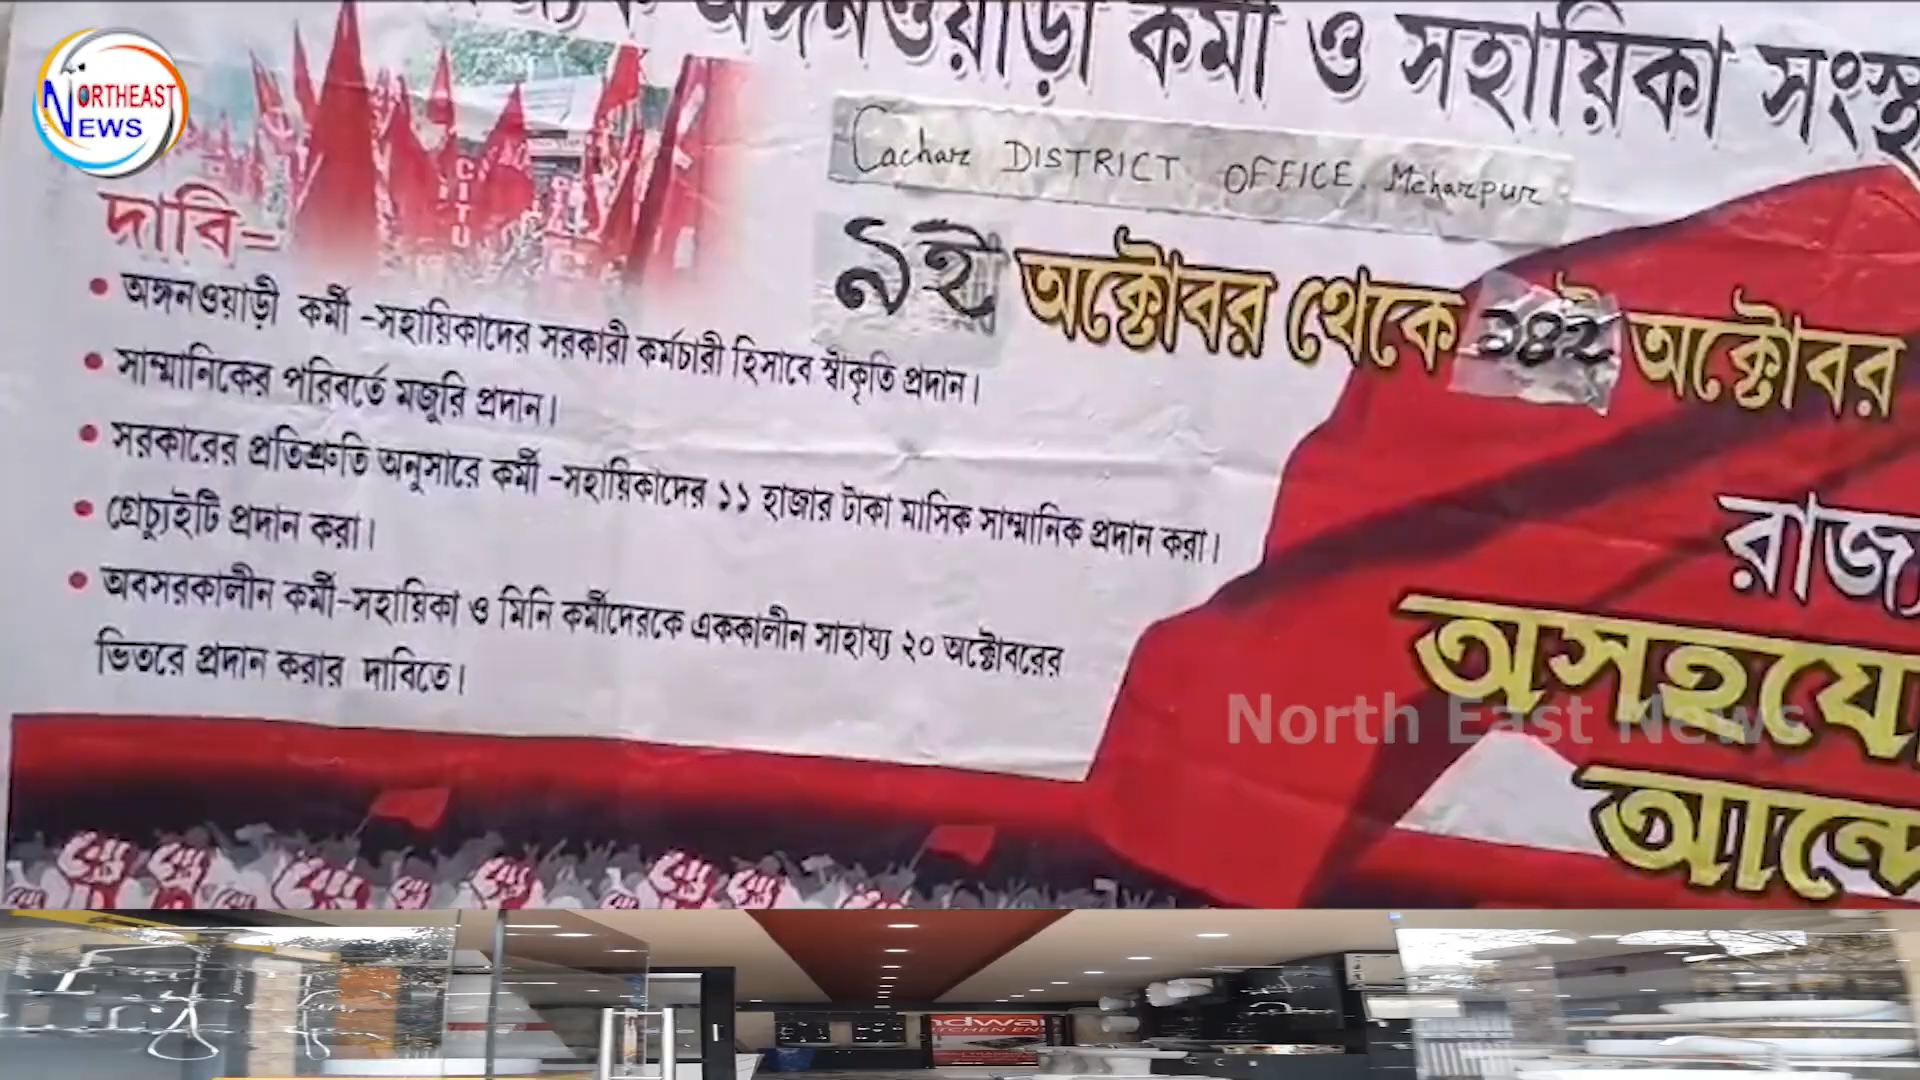 NORTHEAST
NEWS
অঙ্গনওয়াড়ী কর্মী ও সহায়িকা
Cachar DISTRICT OFFICE, Meharpur
CITU
দাবি=
৯ই অক্টোবর থেকে ১৪ই অক্টোবর
• অঙ্গনওয়াড়ী কর্মী -সহায়িকাদের সরকারী কর্মচারী হিসাবে স্বীকৃতি প্রদান।
• সাম্মানিকের পরিবর্তে মজুরি প্রদান।
• সরকারের প্রতিশ্রুতি অনুসারে কর্মী -সহায়িকাদের ১১ হাজার টাকা মাসিক সাম্মানিক প্রদান করা।
• গ্রেচ্যুইটি প্রদান করা।
• অবসরকালীন কর্মী-সহায়িকা ও মিনি কর্মীদেরকে এককালীন সাহায্য ২০ অক্টোবরের
ভিতরে প্রদান করার দাবিতে।
রাজ্য
North East News